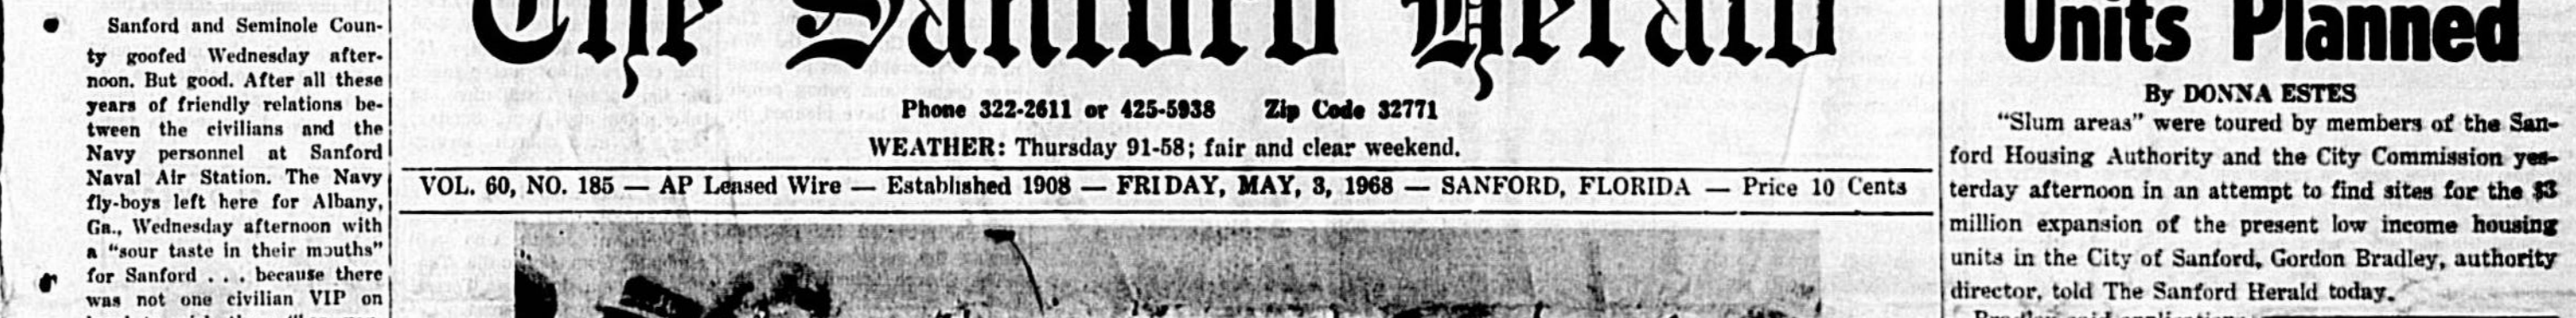 Sanford and Seminole Coun-
ty goofed Wednesday after-
noon. But good. After all these
years of friendly relations be-
tween the civilians and the
Navy personnel at Sanford
Naval Air Station. The Navy
fly-boys left here for Albany,
Ga., Wednesday afternoon with
a "sour taste in their mouths"
for Sanford . . . because there
was not one civilian VIP on
The Sanford Herald
Phone 322-2611 or 425-5938 Zip Code 32771
WEATHER: Thursday 91-58; fair and clear weekend.
VOL. 60, NO. 185 — AP Leased Wire — Established 1908 — FRIDAY, MAY, 3, 1968 — SANFORD, FLORIDA — Price 10 Cents
Units Planned
By DONNA ESTES
"Slum areas" were toured by members of the San-
ford Housing Authority and the City Commission yes-
terday afternoon in an attempt to find sites for the $3
million expansion of the present low income housing
units in the City of Sanford, Gordon Bradley, authority
director, told The Sanford Herald today.